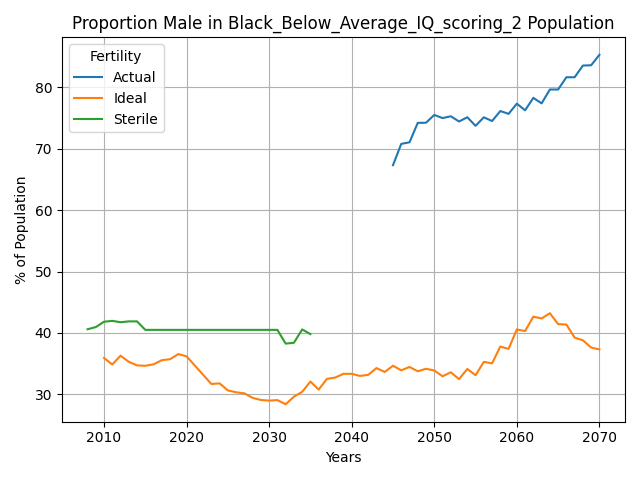 Proportion Male in Black_Below_Average_IQ_scoring_2 Population
Fertility
Actual
Ideal
Sterile
% of Population
80
70
60
50
40
30
2010 2020 2030 2040 2050 2060 2070
Years